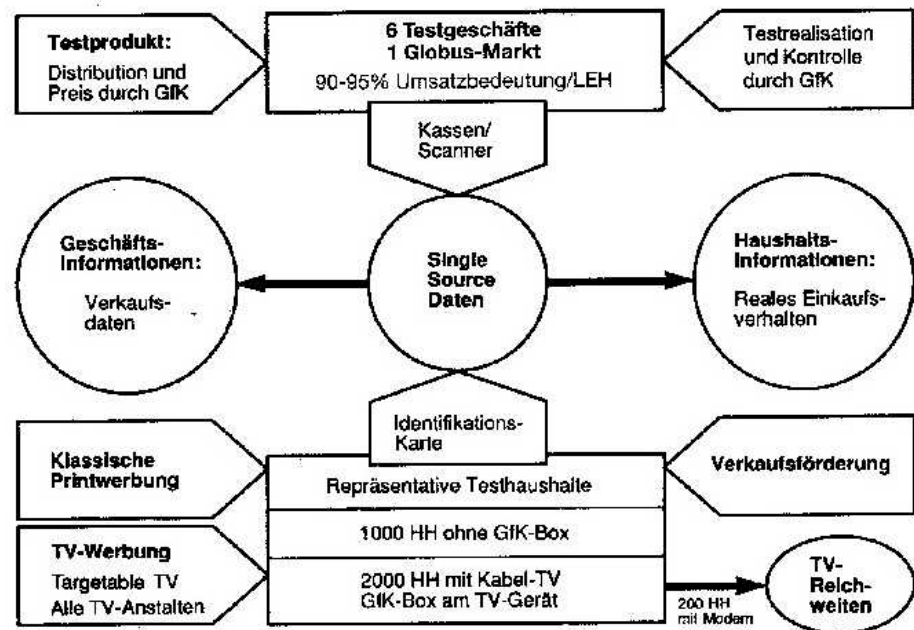 Testprodukt:
Distribution und
Preis durch GfK
6 Testgeschäfte
1 Globus-Markt
90-95% Umsatzbedeutung/LEH
Testrealisation
und Kontrolle
durch GfK
Kassen/
Scanner
Geschäfts-
Informationen:
Verkaufs-
daten
Single
Source
Daten
Haushalts-
Informationen:
Reales Einkaufs-
verhalten
Identifikations-
Karte
Klassische
Printwerbung
Repräsentative Testhaushalte
Verkaufsförderung
1000 HH ohne GfK-Box
TV-Werbung
Targetable TV
Alle TV-Anstalten
2000 HH mit Kabel-TV
GfK-Box am TV-Gerät
200 HH
mit Modem
TV-
Reich-
weiten